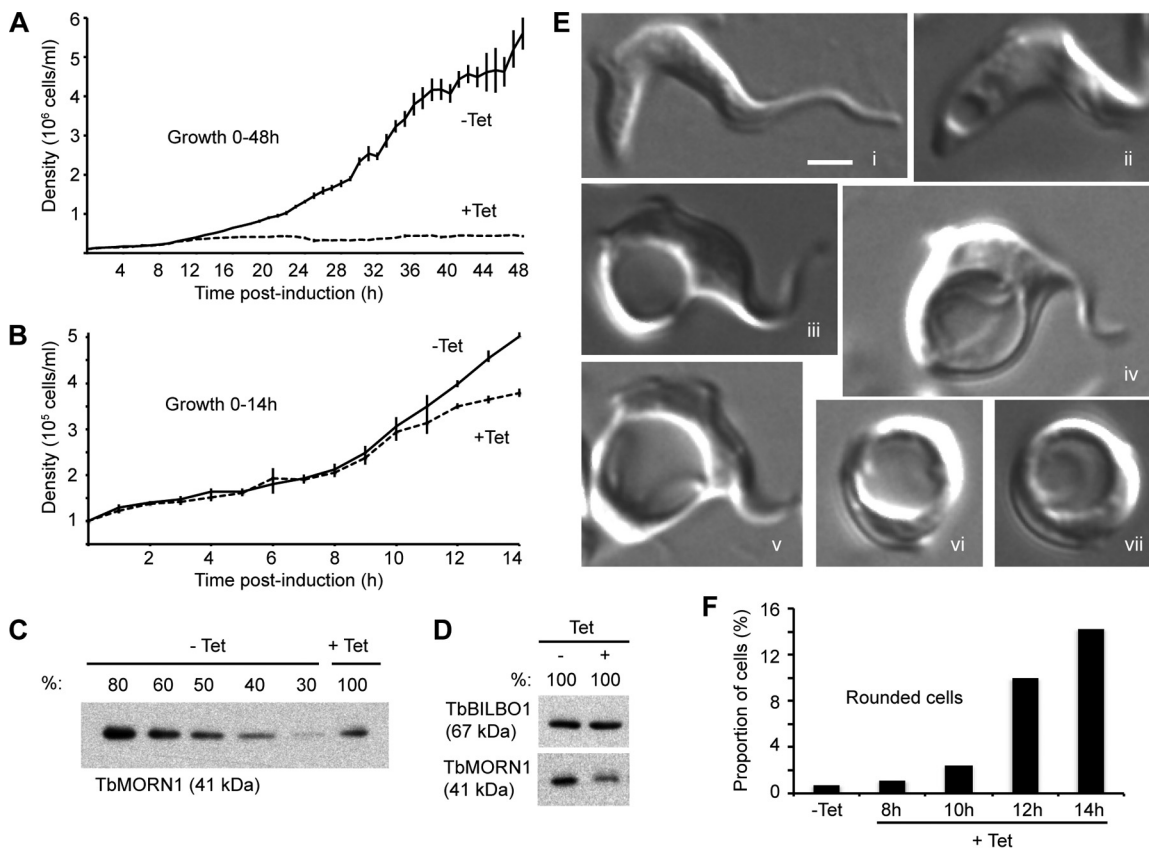 A
Density (10⁶ cells/ml)
6
5
4
3
2
1
Growth 0-48h
-Tet
+Tet
4 8 12 16 20 24 28 32 36 40 44 48
Time post-induction (h)
B
Density (10⁵ cells/ml)
5
4
3
2
1
Growth 0-14h
-Tet
+Tet
2 4 6 8 10 12 14
Time post-induction (h)
C
- Tet + Tet
%: 80 60 50 40 30 100
TbMORN1 (41 kDa)
D
Tet
- +
%: 100 100
TbBILBO1
(67 kDa)
TbMORN1
(41 kDa)
E
i
ii
iii
iv
v
vi
vii
F
Proportion of cells (%)
16
12
8
4
0
Rounded cells
-Tet 8h 10h 12h 14h
+ Tet